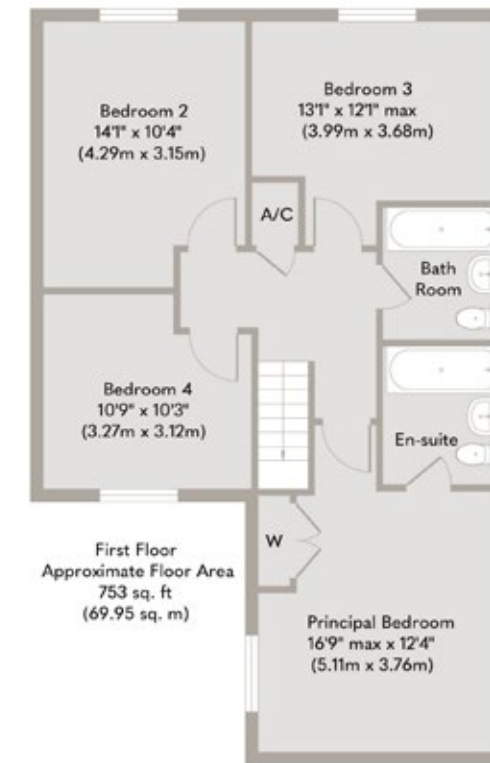 Bedroom 2
14'1" x 10'4"
(4.29m x 3.15m)
Bedroom 3
13'1" x 12'1" max
(3.99m x 3.68m)
A/C
Bath
Room
Bedroom 4
10'9" x 10'3"
(3.27m x 3.12m)
En-suite
W
First Floor
Approximate Floor Area
753 sq. ft
(69.95 sq. m)
Principal Bedroom
16'9" max x 12'4"
(5.11m x 3.76m)